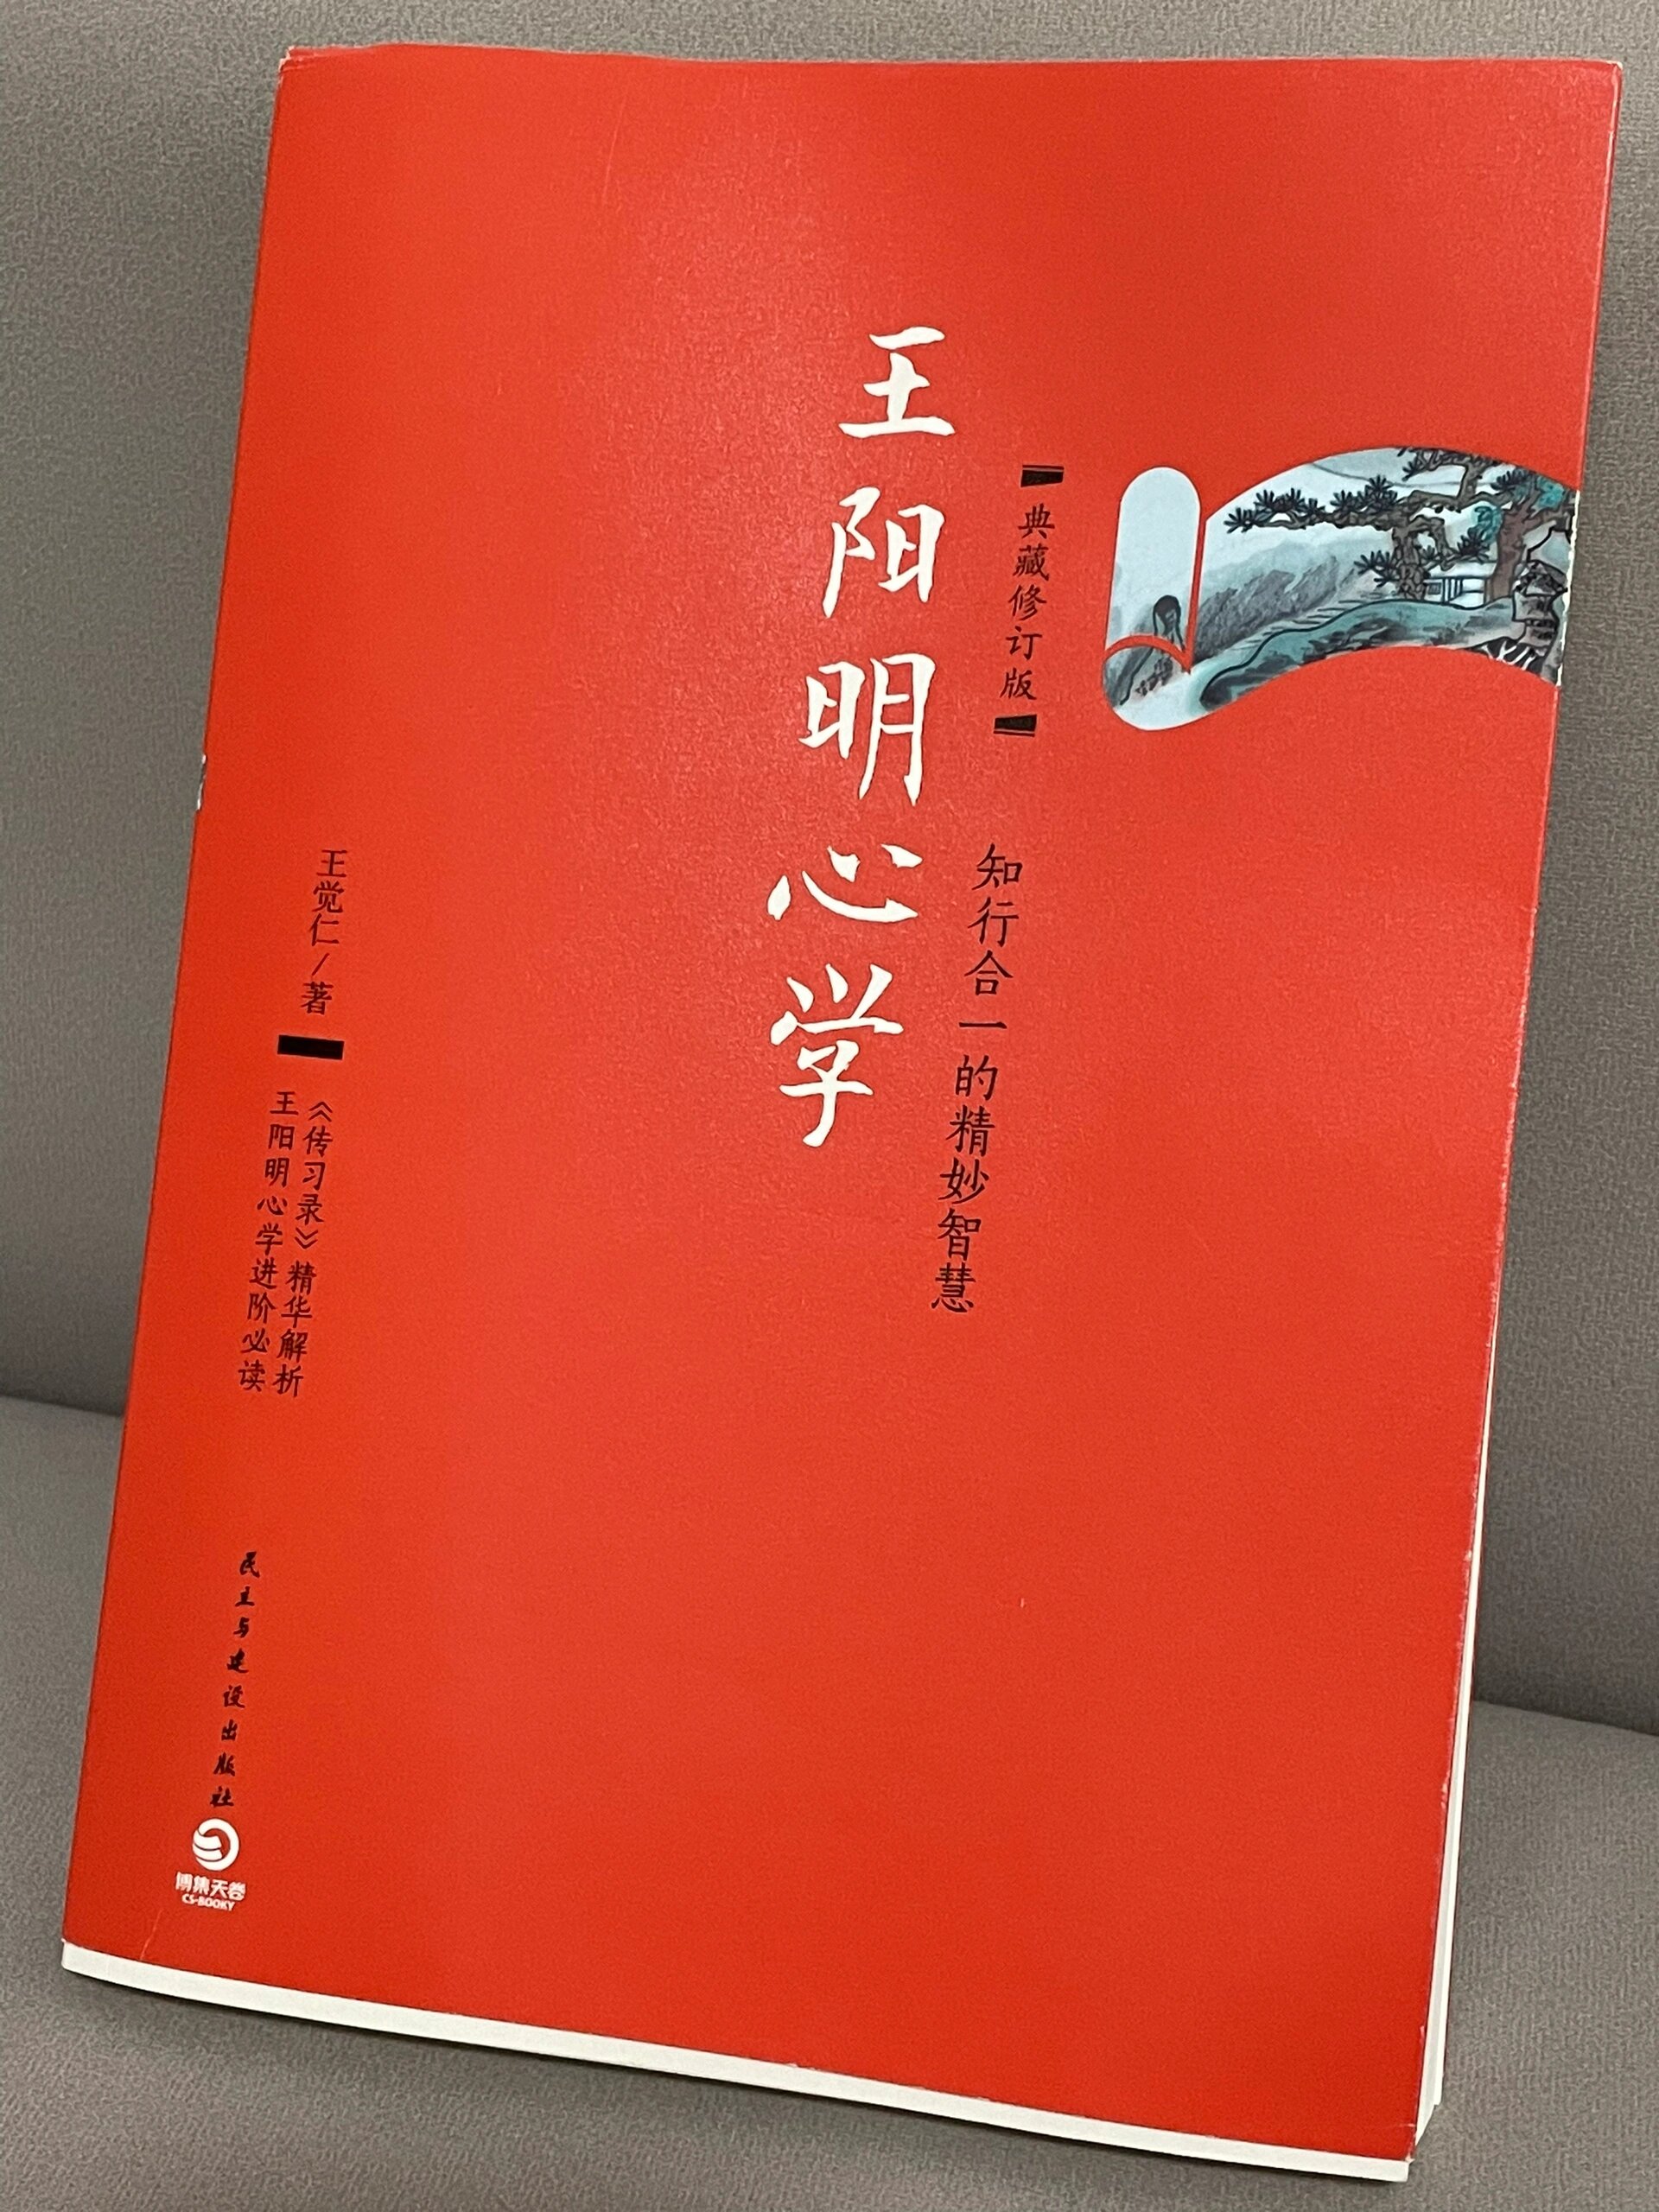 典藏修订版
王阳明心学
知行合一的精妙智慧
王觉仁/著
《传习录》精华解析
王阳明心学进阶必读
民主与建设出版社
博集天卷
CS-BOOKY